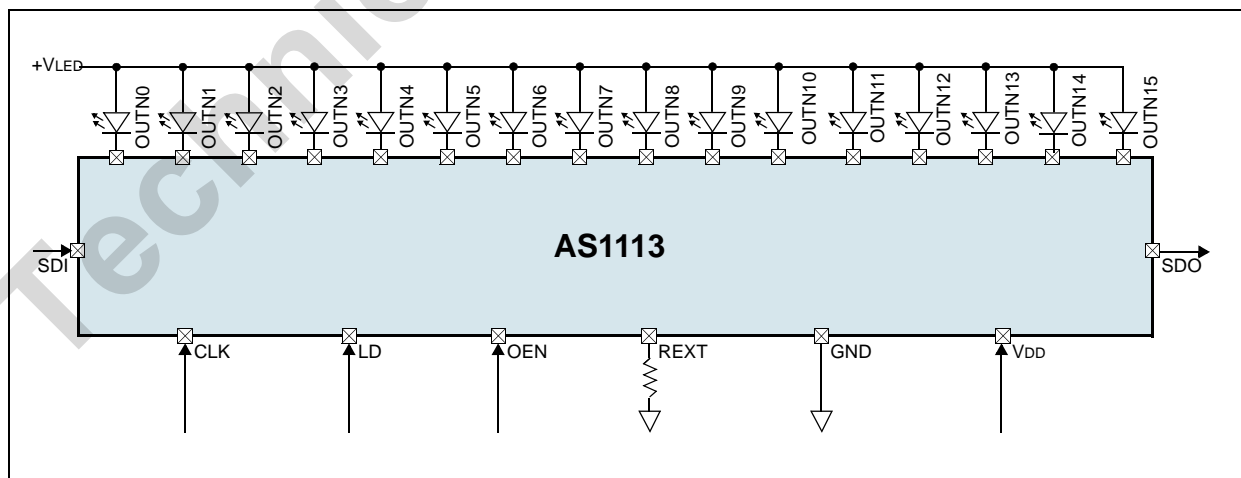 +VLED
OUTN0
OUTN1
OUTN2
OUTN3
OUTN4
OUTN5
OUTN6
OUTN7
OUTN8
OUTN9
OUTN10
OUTN11
OUTN12
OUTN13
OUTN14
OUTN15
SDI
AS1113
SDO
CLK
LD
OEN
REXT
GND
VDD
Technic